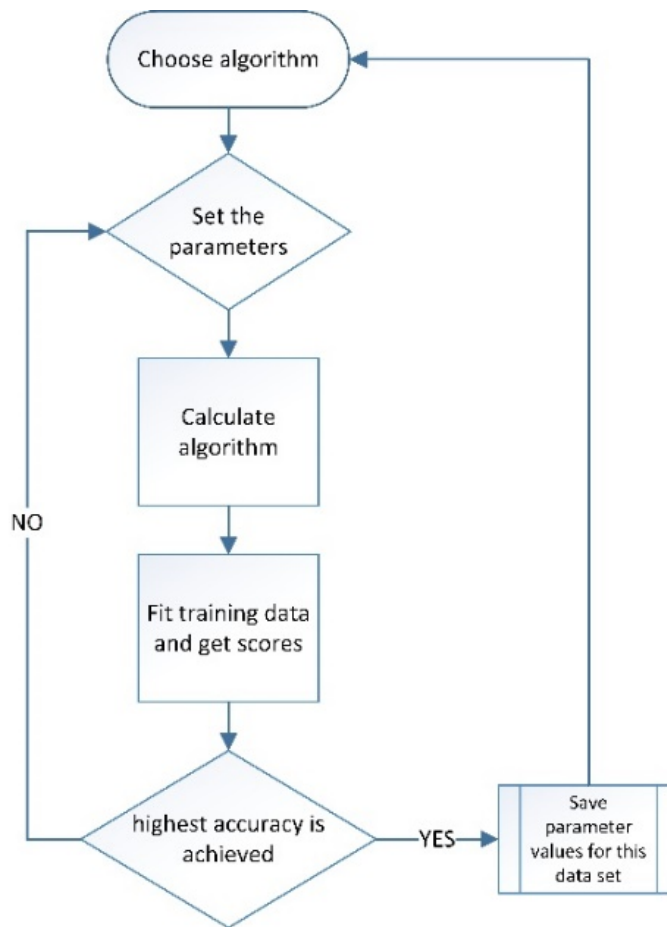 Choose algorithm
Set the
parameters
Calculate
algorithm
NO
Fit training data
and get scores
highest accuracy is
achieved
YES
Save
parameter
values for this
data set